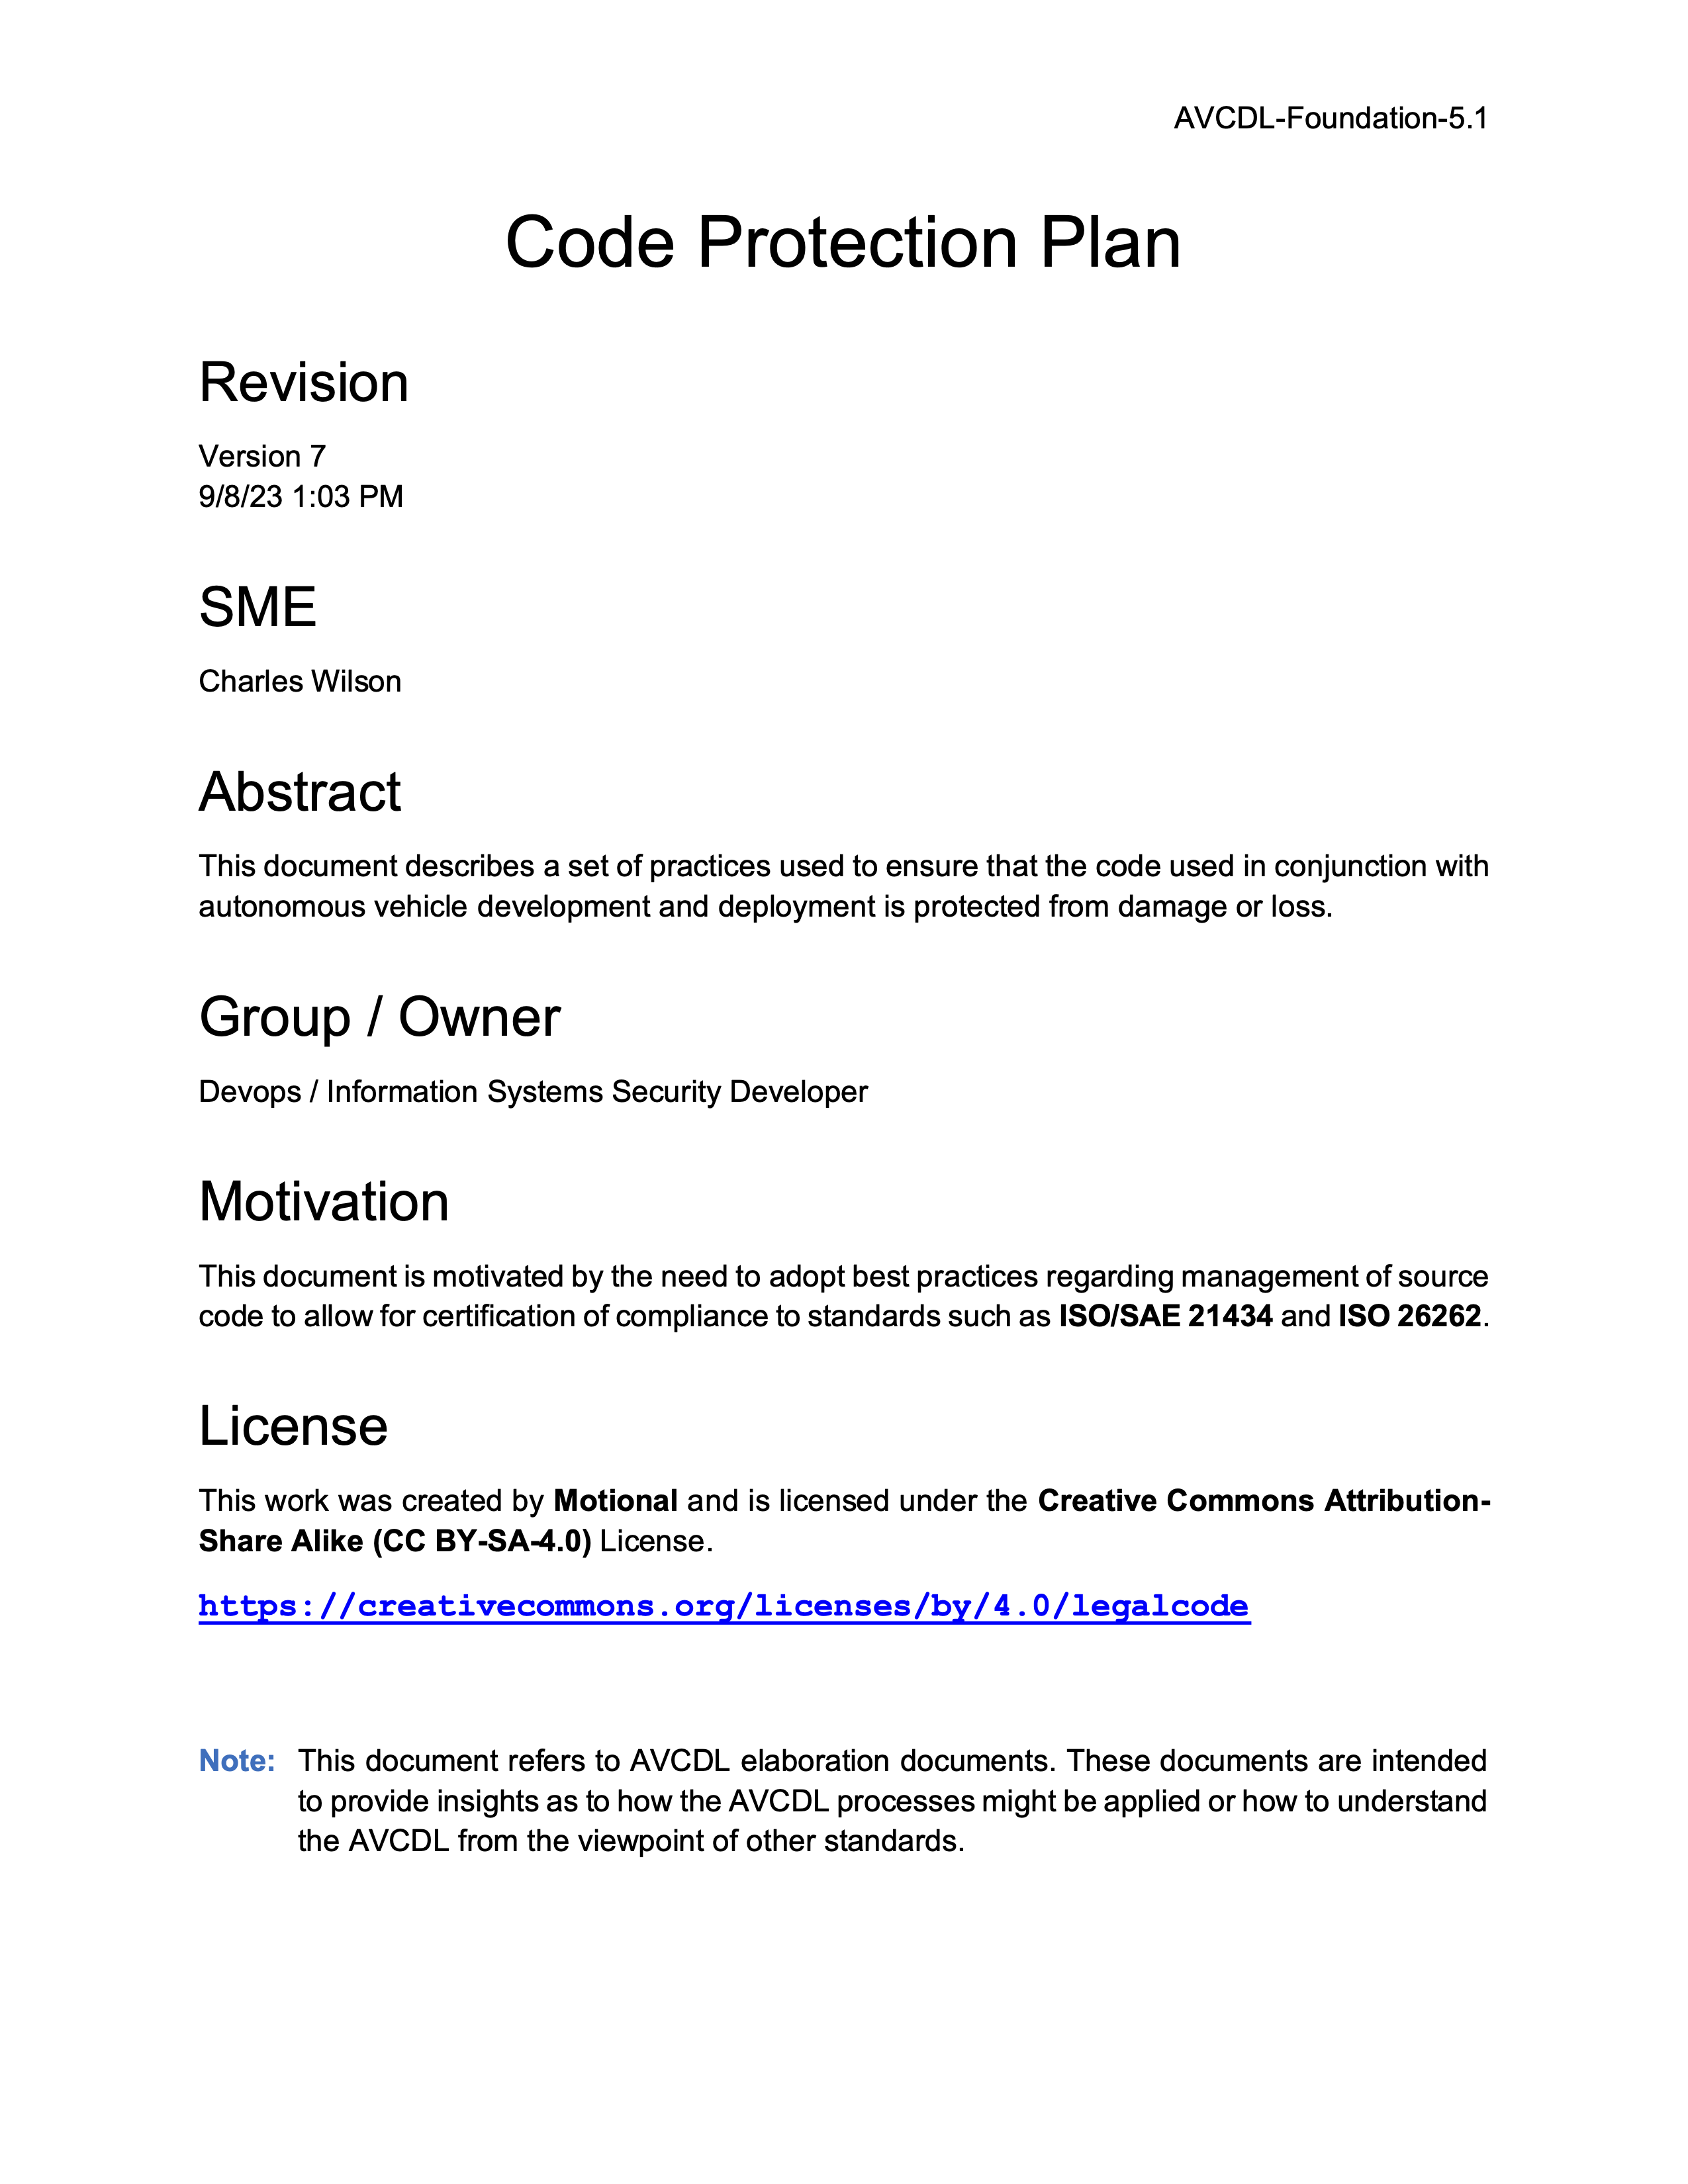 AVCDL-Foundation-5.1
Code Protection Plan
Revision
Version 7
9/8/23 1:03 PM
SME
Charles Wilson
Abstract
This document describes a set of practices used to ensure that the code used in conjunction with
autonomous vehicle development and deployment is protected from damage or loss.
Group / Owner
Devops / Information Systems Security Developer
Motivation
This document is motivated by the need to adopt best practices regarding management of source
code to allow for certification of compliance to standards such as ISO/SAE 21434 and ISO 26262.
License
This work was created by Motional and is licensed under the Creative Commons Attribution-
Share Alike (CC BY-SA-4.0) License.
https://creativecommons.org/licenses/by/4.0/legalcode
Note: This document refers to AVCDL elaboration documents. These documents are intended
to provide insights as to how the AVCDL processes might be applied or how to understand
the AVCDL from the viewpoint of other standards.